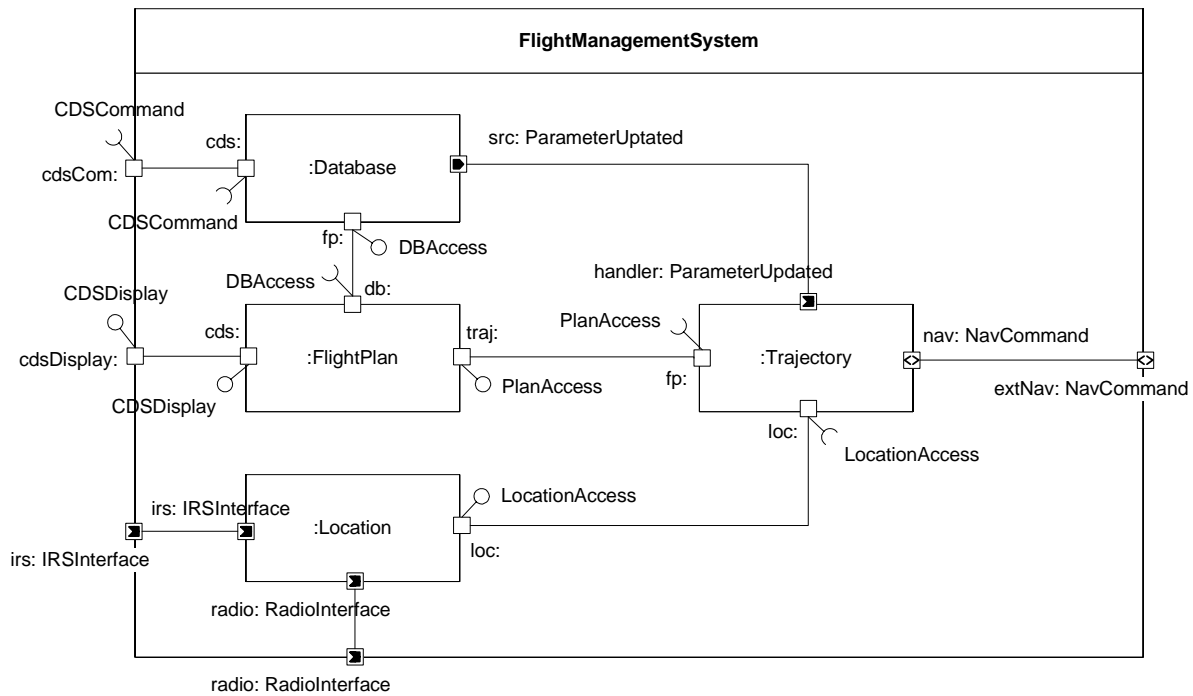 FlightManagementSystem
CDSCommand
cds:
src: ParameterUptated
:Database
cdsCom:
CDSCommand
fp:
DBAccess
handler: ParameterUpdated
DBAccess
db:
CDSDisplay
cds:
traj:
PlanAccess
nav: NavCommand
cdsDisplay:
:FlightPlan
:Trajectory
fp:
CDSDisplay
PlanAccess
extNav: NavCommand
loc:
LocationAccess
irs: IRSInterface
LocationAccess
:Location
irs: IRSInterface
loc:
radio: RadioInterface
radio: RadioInterface